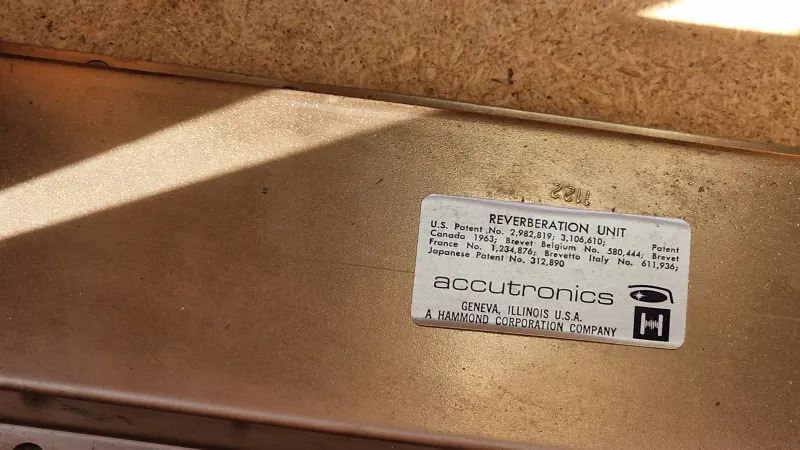 1122
REVERBERATION UNIT
U.S. Patent No. 2,982,819; 3,106,610; Patent
Canada 1963; Brevet Belgium No. 580,444; Brevet
France No. 1,234,876; Brevetto Italy No. 611,936;
Japanese Patent No. 312,890
accutronics
GENEVA, ILLINOIS U.S.A.
A HAMMOND CORPORATION COMPANY
H